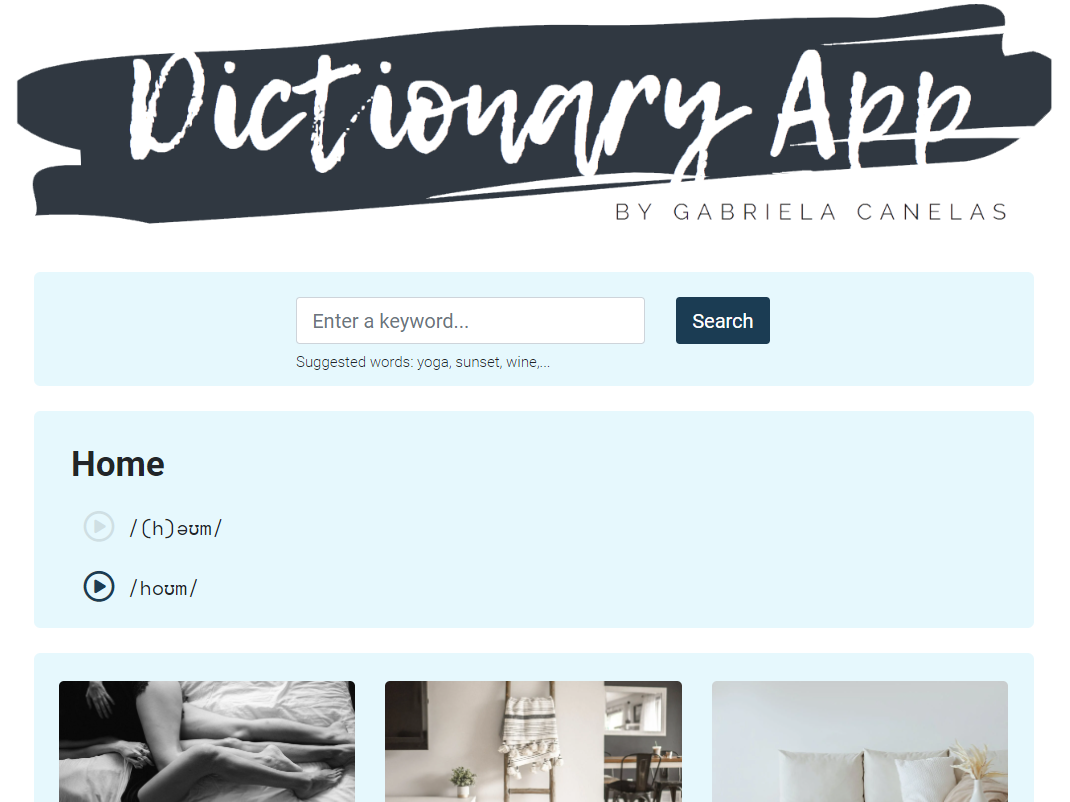 Dictionary App
BY GABRIELA CANELAS
Enter a keyword...
Search
Suggested words: yoga, sunset, wine,...
Home
/(h)əʊm/
/hoʊm/